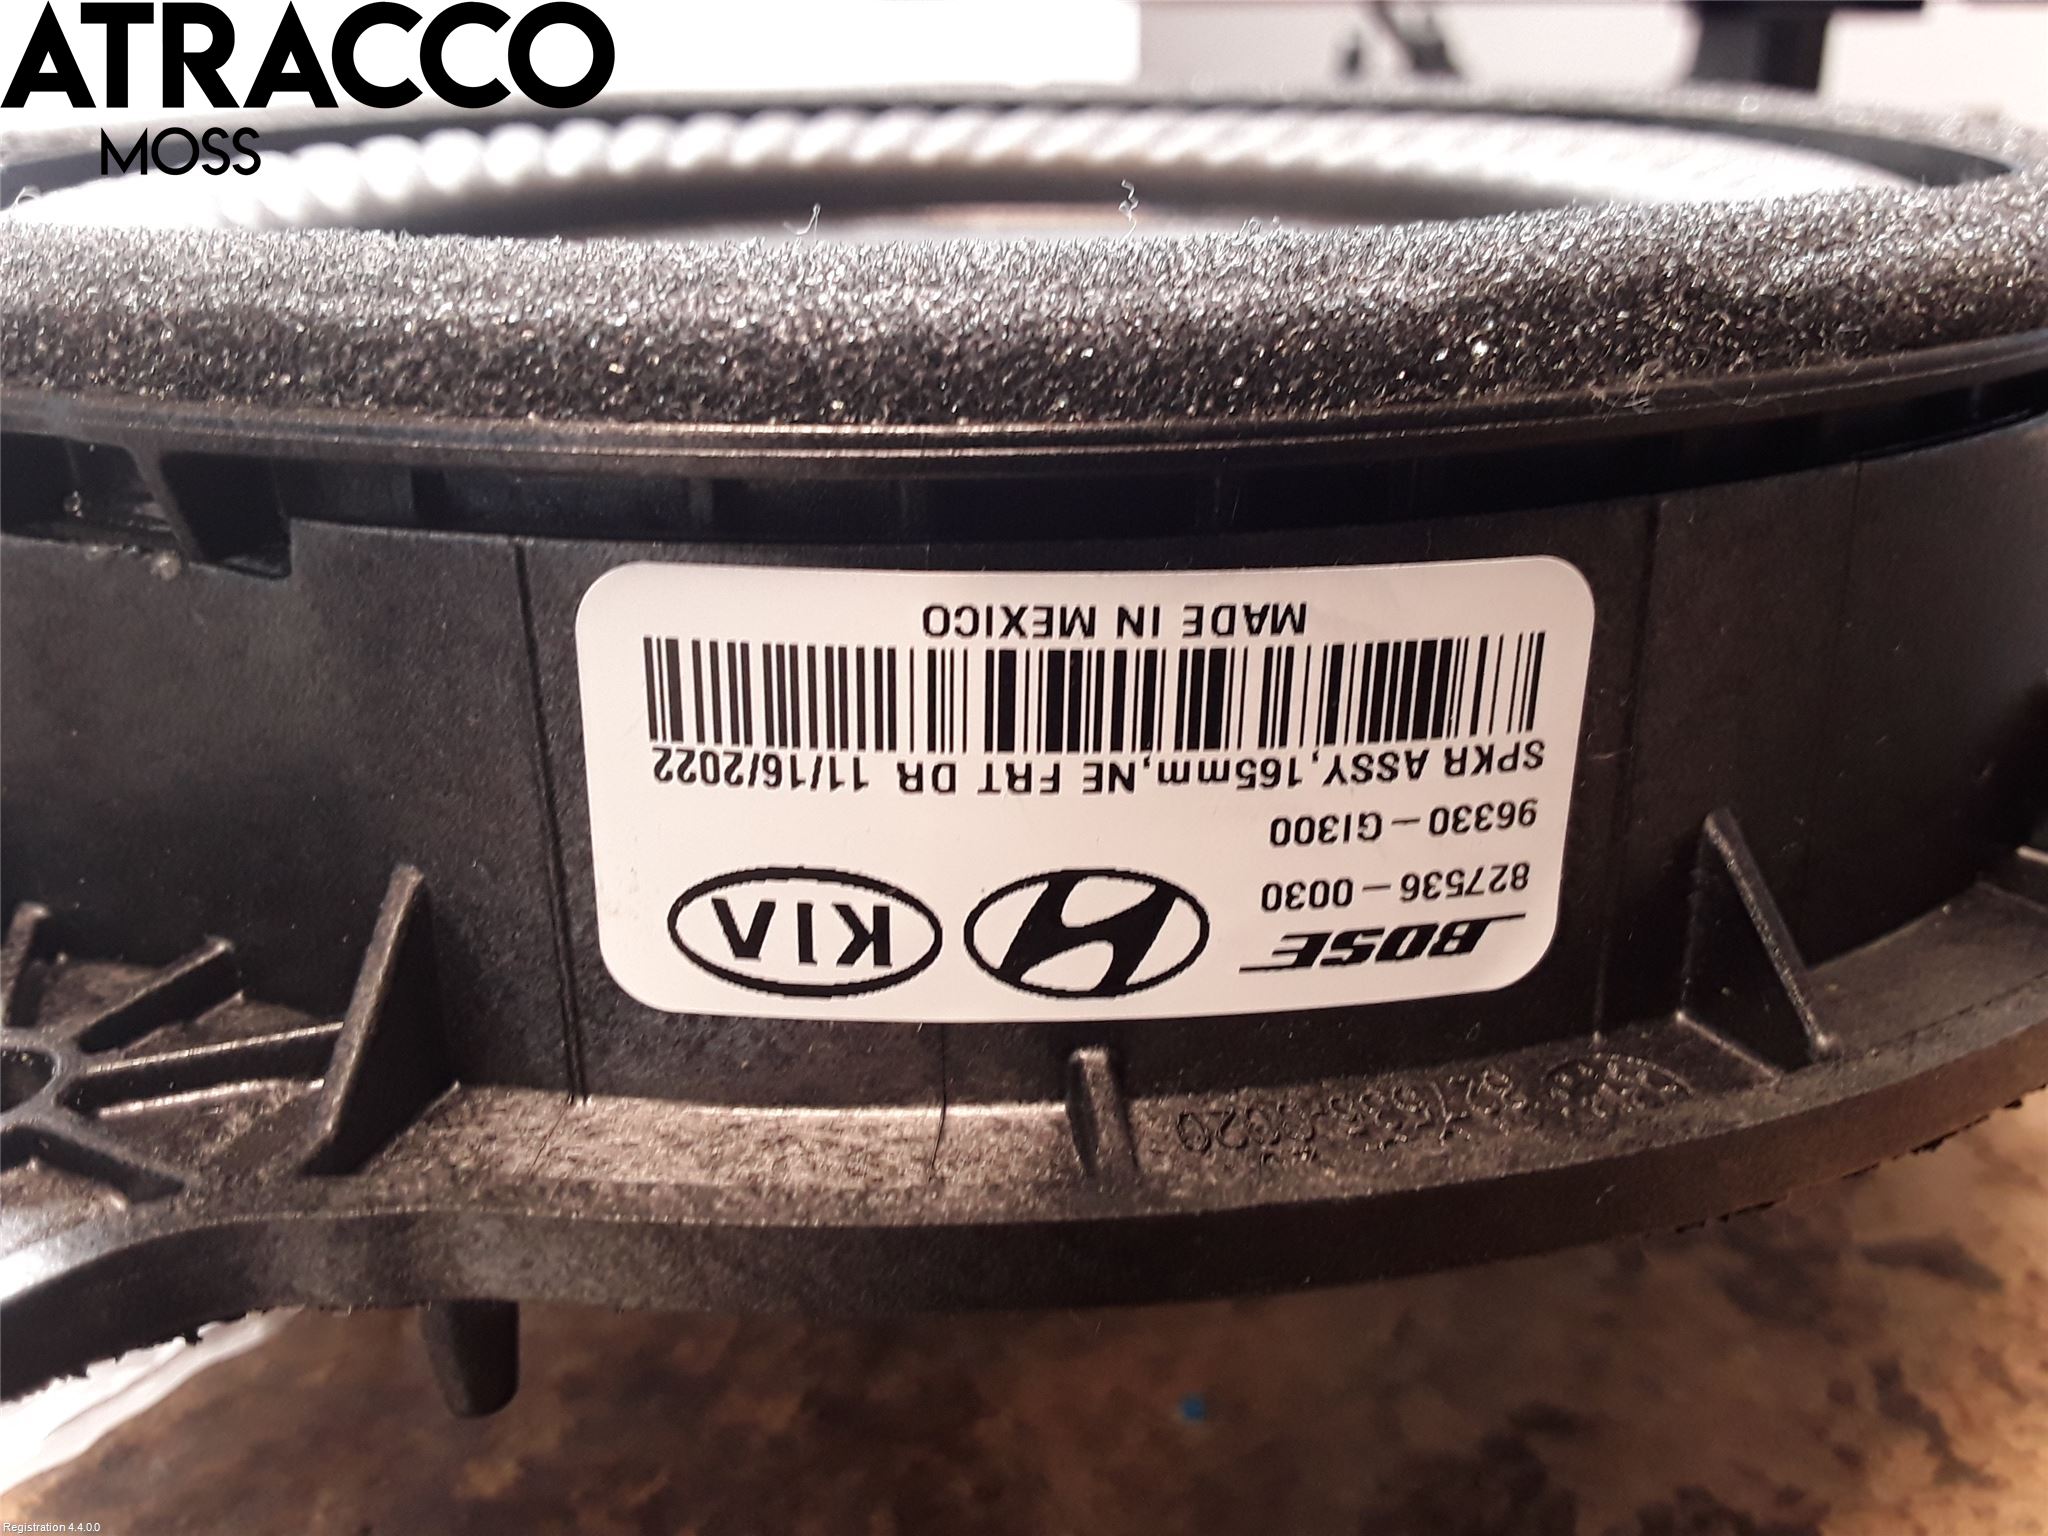 ATRACCO
MOSS
BOSE
827536-0030
96330-GI300
SPKR ASSY,165mm,NE FRT DR 11/16/2022
MADE IN MEXICO
KIA
Registration 4.4.0.0